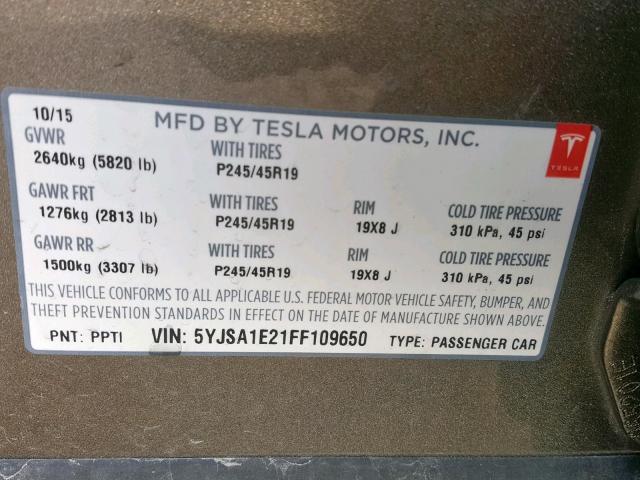 10/15
MFD BY TESLA MOTORS, INC.
TESLA
GVWR
2640kg (5820 lb)
WITH TIRES
P245/45R19
GAWR FRT
1276kg (2813 lb)
WITH TIRES
P245/45R19
RIM
19X8 J
COLD TIRE PRESSURE
310 kPa, 45 psi
GAWR RR
1500kg (3307 lb)
WITH TIRES
P245/45R19
RIM
19X8 J
COLD TIRE PRESSURE
310 kPa, 45 psi
THIS VEHICLE CONFORMS TO ALL APPLICABLE U.S. FEDERAL MOTOR VEHICLE SAFETY, BUMPER, AND
THEFT PREVENTION STANDARDS IN EFFECT ON THE DATE OF MANUFACTURE SHOWN ABOVE.
PNT: PPTI VIN: 5YJSA1E21FF109650 TYPE: PASSENGER CAR